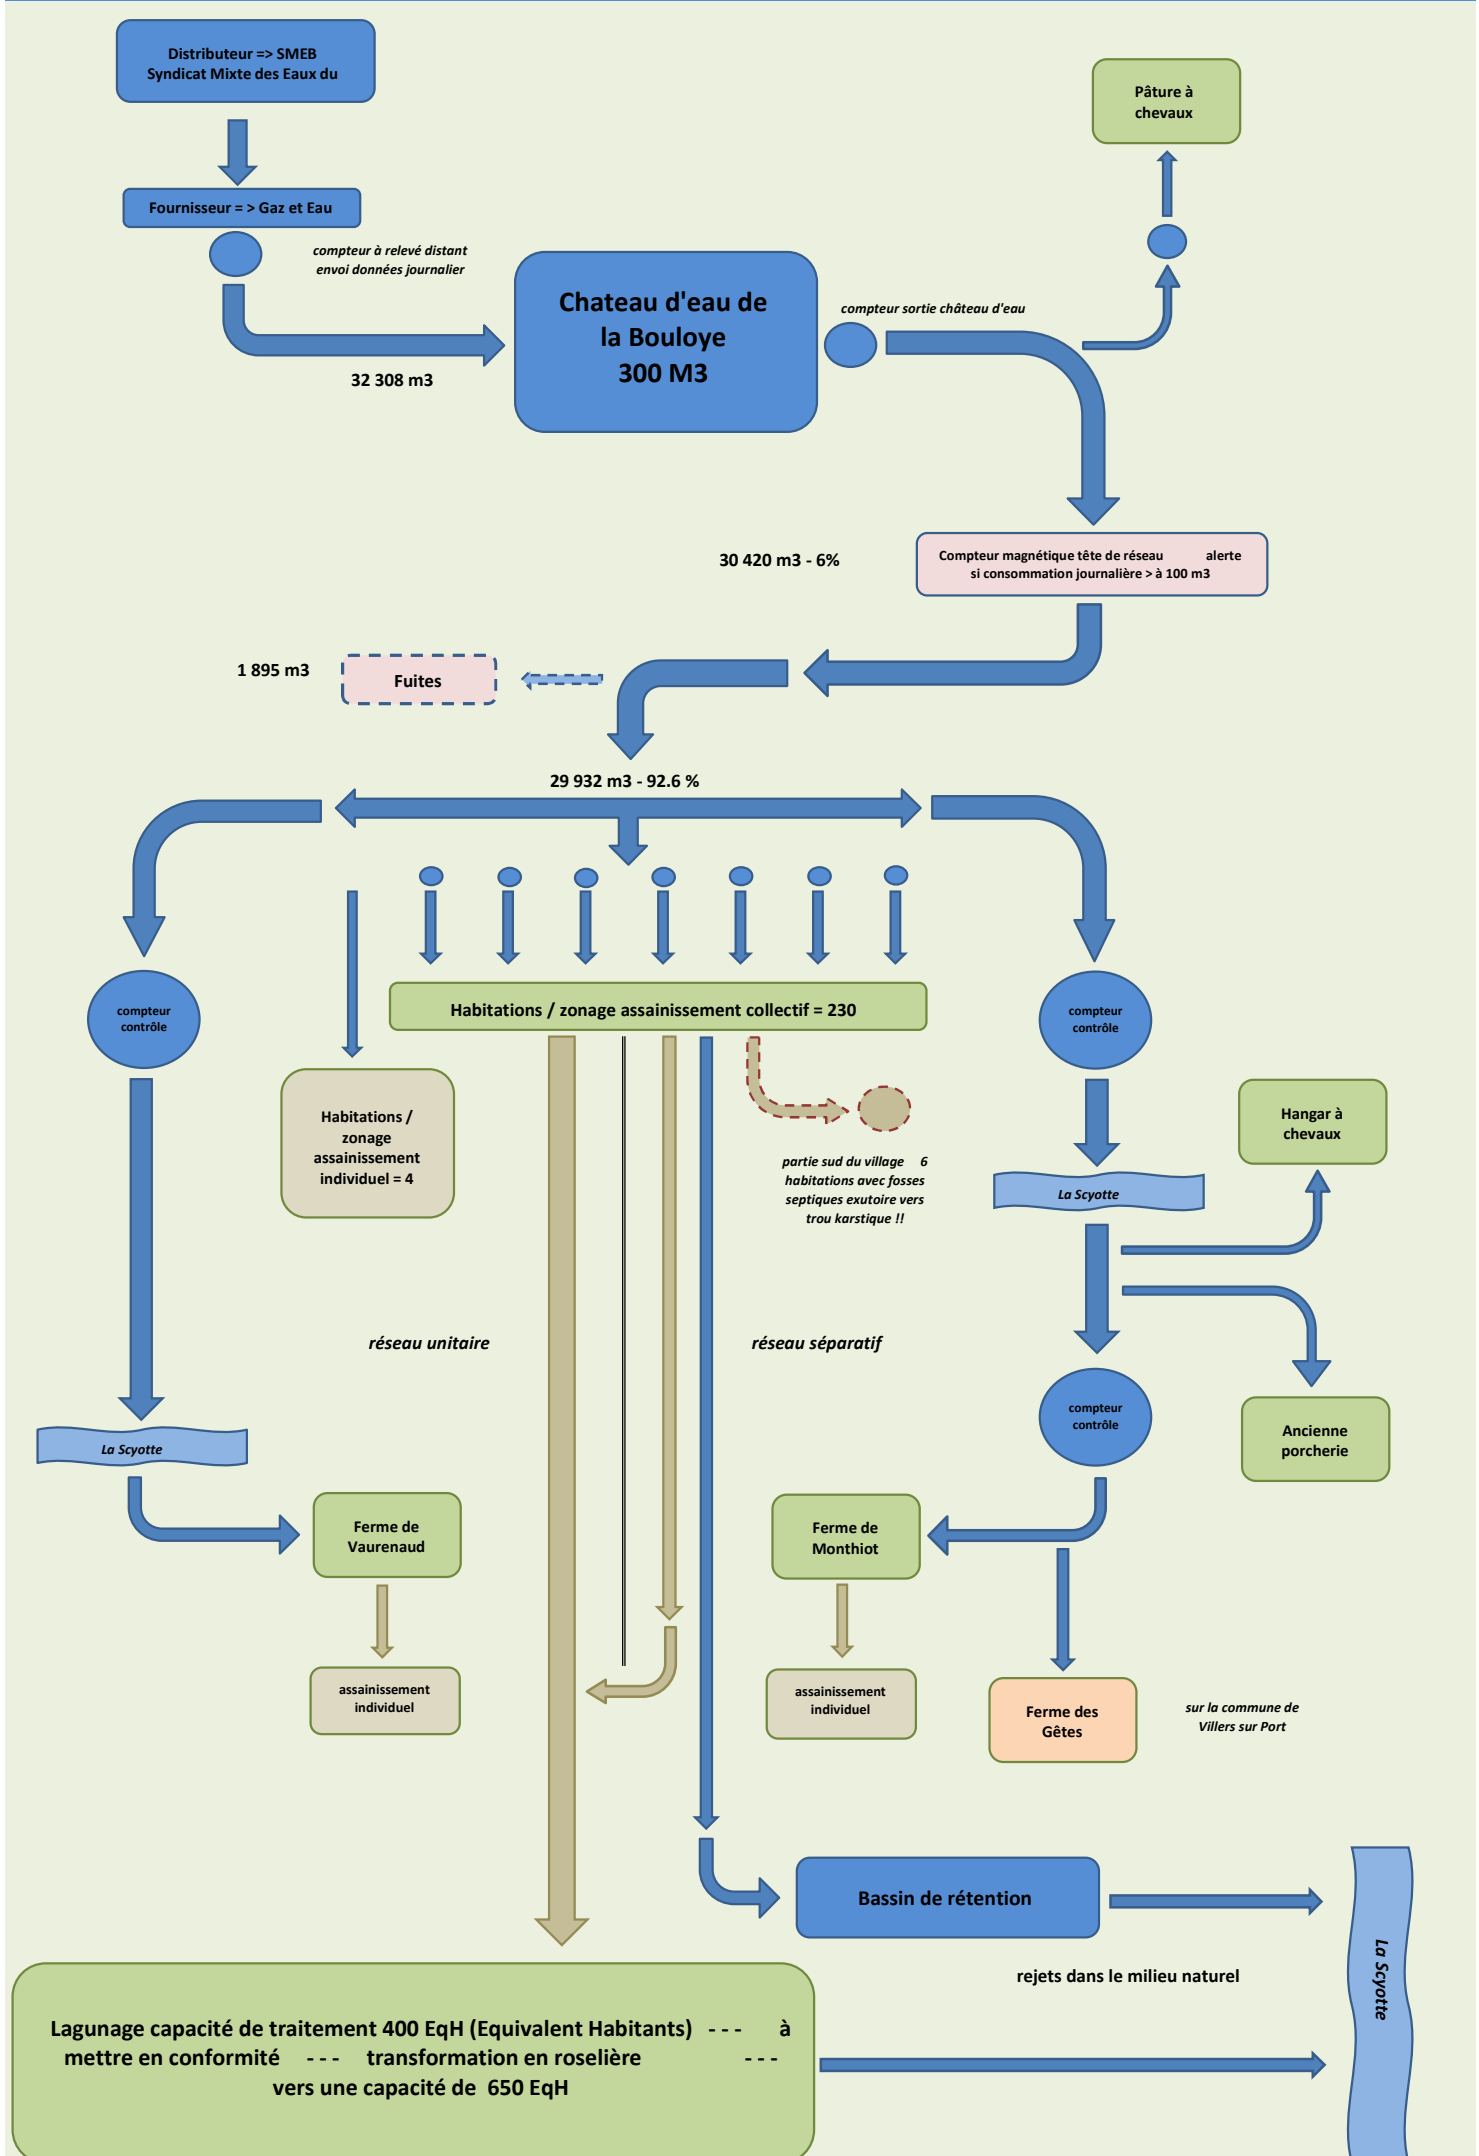 Distributeur => SMEB
Syndicat Mixte des Eaux du
Pâture à
chevaux
Fournisseur = > Gaz et Eau
compteur à relevé distant
envoi données journalier
Chateau d'eau de
la Bouloye
300 M3
compteur sortie château d'eau
32 308 m3
30 420 m3 - 6%
Compteur magnétique tête de réseau alerte
si consommation journalière > à 100 m3
1 895 m3
Fuites
29 932 m3 - 92.6 %
compteur
contrôle
Habitations / zonage assainissement collectif = 230
compteur
contrôle
Habitations /
zonage
assainissement
individuel = 4
Hangar à
chevaux
partie sud du village 6
habitations avec fosses
septiques exutoire vers
trou karstique !!
La Scyotte
réseau unitaire
réseau séparatif
compteur
contrôle
Ancienne
porcherie
La Scyotte
Ferme de
Vaurenaud
Ferme de
Monthiot
assainissement
individuel
assainissement
individuel
Ferme des
Gêtes
sur la commune de
Villers sur Port
Bassin de rétention
rejets dans le milieu naturel
La Scyotte
Lagunage capacité de traitement 400 EqH (Equivalent Habitants) - - - à
mettre en conformité - - - transformation en roselière - - -
vers une capacité de 650 EqH